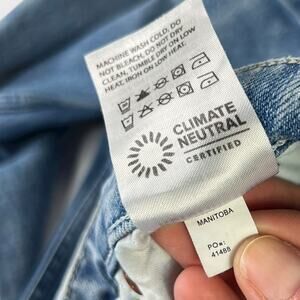 MACHINE WASH COLD. DO
NOT BLEACH. DO NOT DRY
CLEAN. TUMBLE DRY ON LOW
HEAT, IRON ON LOW HEAT.
CLIMATE
NEUTRAL
CERTIFIED
MANITOBA
PO#:
41488